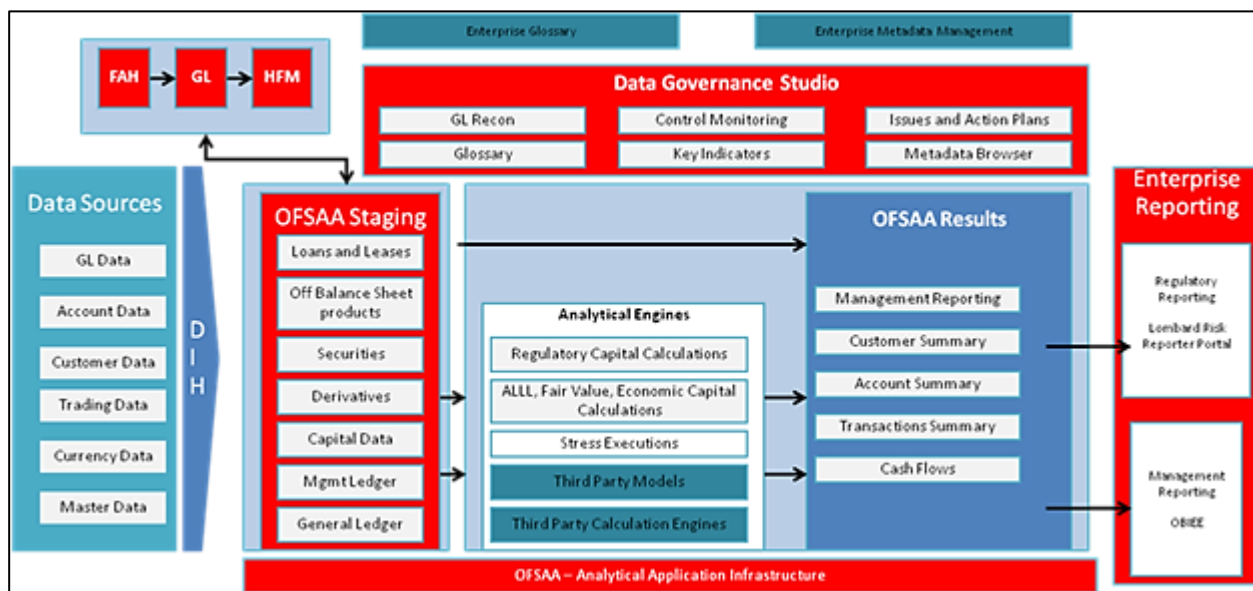 Enterprise Glossary
Enterprise Metadata Management
FAH
GL
HFM
Data Governance Studio
GL Recon
Control Monitoring
Issues and Action Plans
Glossary
Key Indicators
Metadata Browser
Data Sources
GL Data
Account Data
Customer Data
Trading Data
Currency Data
Master Data
D
I
H
OFSAA Staging
Loans and Leases
Off Balance Sheet
products
Securities
Derivatives
Capital Data
Mgmt Ledger
General Ledger
Analytical Engines
Regulatory Capital Calculations
ALLL, Fair Value, Economic Capital
Calculations
Stress Executions
Third Party Models
Third Party Calculation Engines
OFSAA Results
Management Reporting
Customer Summary
Account Summary
Transactions Summary
Cash Flows
Enterprise
Reporting
Regulatory
Reporting
Lombard Risk
Reporter Portal
Management
Reporting
OBIEE
OFSAA – Analytical Application Infrastructure